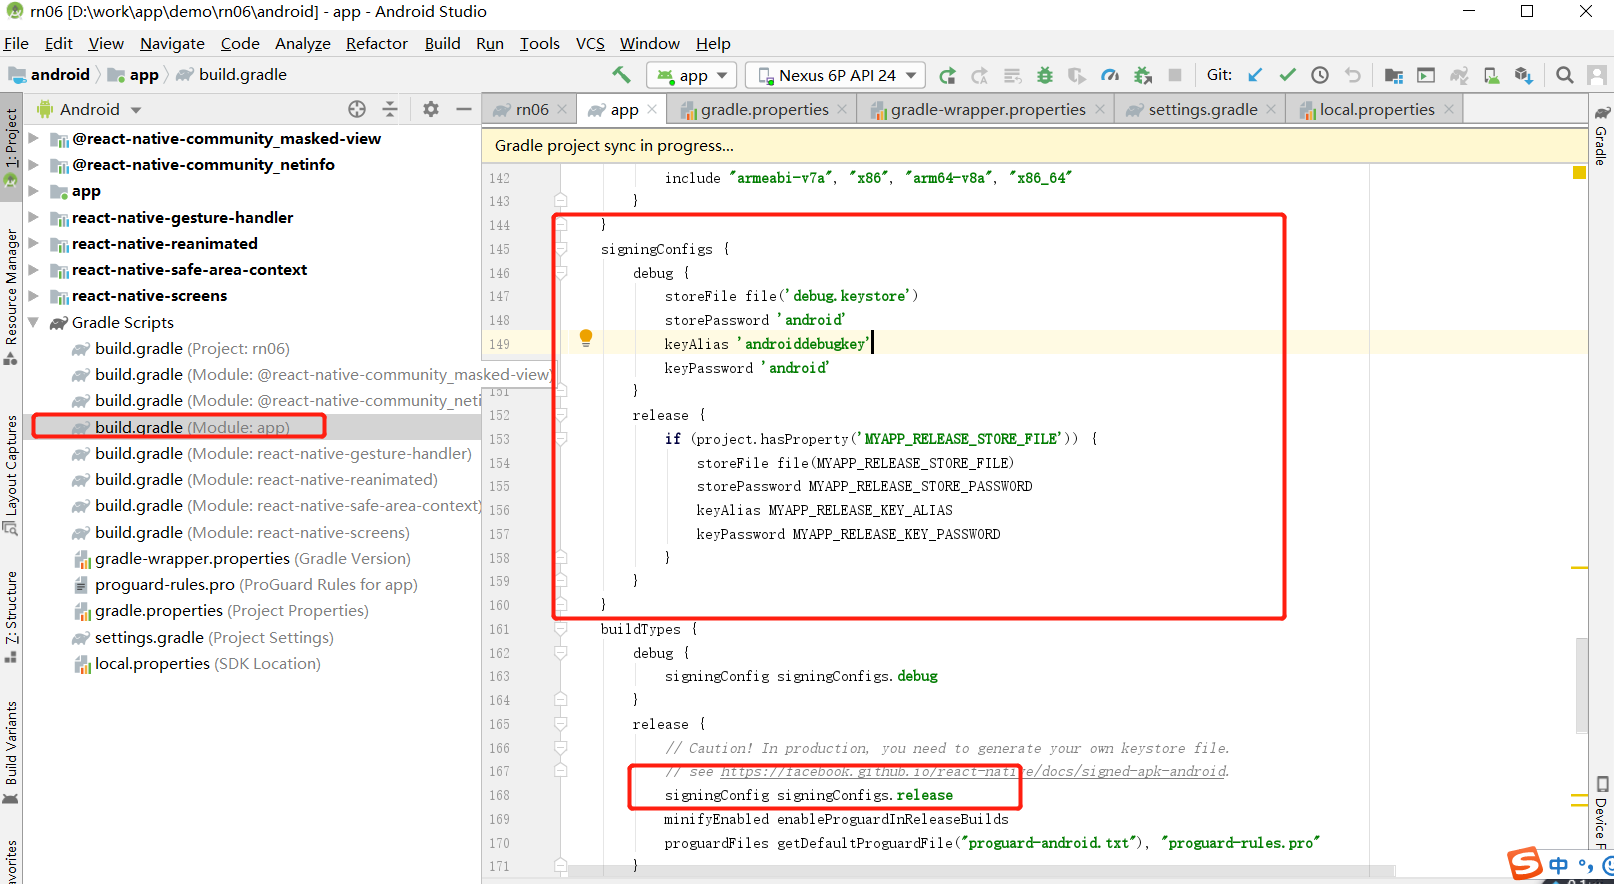 rn06 [D:\work\app\demo\rn06\android] - app - Android Studio
File Edit View Navigate Code Analyze Refactor Build Run Tools VCS Window Help
android app build.gradle app Nexus 6P API 24 Git:
Android
rn06 app gradle.properties gradle-wrapper.properties settings.gradle local.properties
Gradle project sync in progress...
1: Project
Resource Manager
Layout Captures
Z: Structure
Build Variants
@react-native-community_masked-view
@react-native-community_netinfo
app
react-native-gesture-handler
react-native-reanimated
react-native-safe-area-context
react-native-screens
Gradle Scripts
build.gradle (Project: rn06)
build.gradle (Module: @react-native-community_masked-view)
build.gradle (Module: @react-native-community_neti
build.gradle (Module: app)
build.gradle (Module: react-native-gesture-handler)
build.gradle (Module: react-native-reanimated)
build.gradle (Module: react-native-safe-area-context)
build.gradle (Module: react-native-screens)
gradle-wrapper.properties (Gradle Version)
proguard-rules.pro (ProGuard Rules for app)
gradle.properties (Project Properties)
settings.gradle (Project Settings)
local.properties (SDK Location)
142 include "armeabi-v7a", "x86", "arm64-v8a", "x86_64"
143 }
144 }
145 signingConfigs {
146 debug {
147 storeFile file('debug.keystore')
148 storePassword 'android'
149 keyAlias 'androiddebugkey'
keyPassword 'android'
151 }
152 release {
153 if (project.hasProperty('MYAPP_RELEASE_STORE_FILE')) {
154 storeFile file(MYAPP_RELEASE_STORE_FILE)
155 storePassword MYAPP_RELEASE_STORE_PASSWORD
156 keyAlias MYAPP_RELEASE_KEY_ALIAS
157 keyPassword MYAPP_RELEASE_KEY_PASSWORD
158 }
159 }
160 }
161 buildTypes {
162 debug {
163 signingConfig signingConfigs.debug
164 }
165 release {
166 // Caution! In production, you need to generate your own keystore file.
167 // see https://facebook.github.io/react-native/docs/signed-apk-android.
168 signingConfig signingConfigs.release
169 minifyEnabled enableProguardInReleaseBuilds
170 proguardFiles getDefaultProguardFile("proguard-android.txt"), "proguard-rules.pro"
171 }
Gradle
中